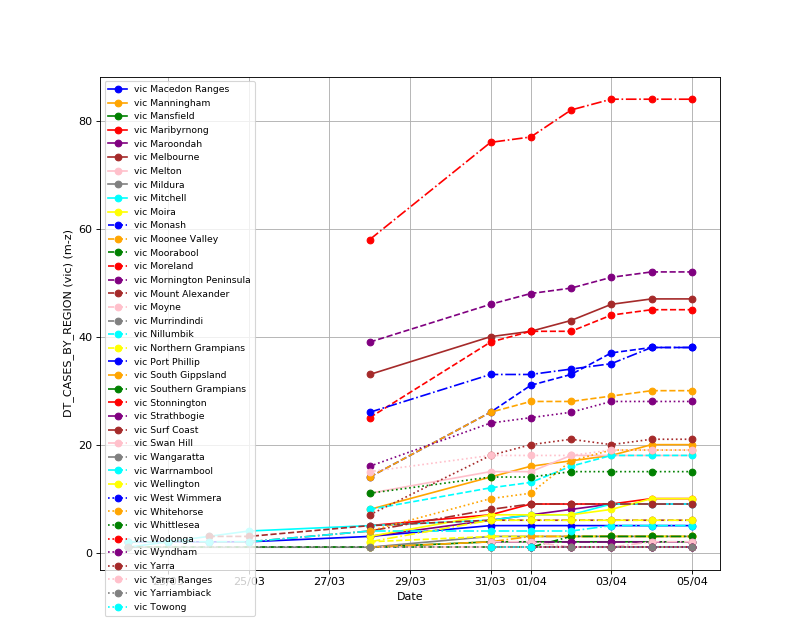 80
60
40
20
0
DT_CASES_BY_REGION (vic) (m-z)
vic Macedon Ranges
vic Manningham
vic Mansfield
vic Maribyrnong
vic Maroondah
vic Melbourne
vic Melton
vic Mildura
vic Mitchell
vic Moira
vic Monash
vic Moonee Valley
vic Moorabool
vic Moreland
vic Mornington Peninsula
vic Mount Alexander
vic Moyne
vic Murrindindi
vic Nillumbik
vic Northern Grampians
vic Port Phillip
vic South Gippsland
vic Southern Grampians
vic Stonnington
vic Strathbogie
vic Surf Coast
vic Swan Hill
vic Wangaratta
vic Warrnambool
vic Wellington
vic West Wimmera
vic Whitehorse
vic Whittlesea
vic Wodonga
vic Wyndham
vic Yarra
vic Yarra Ranges
vic Yarriambiack
vic Towong
25/03 27/03 29/03 31/03 01/04 03/04 05/04
Date